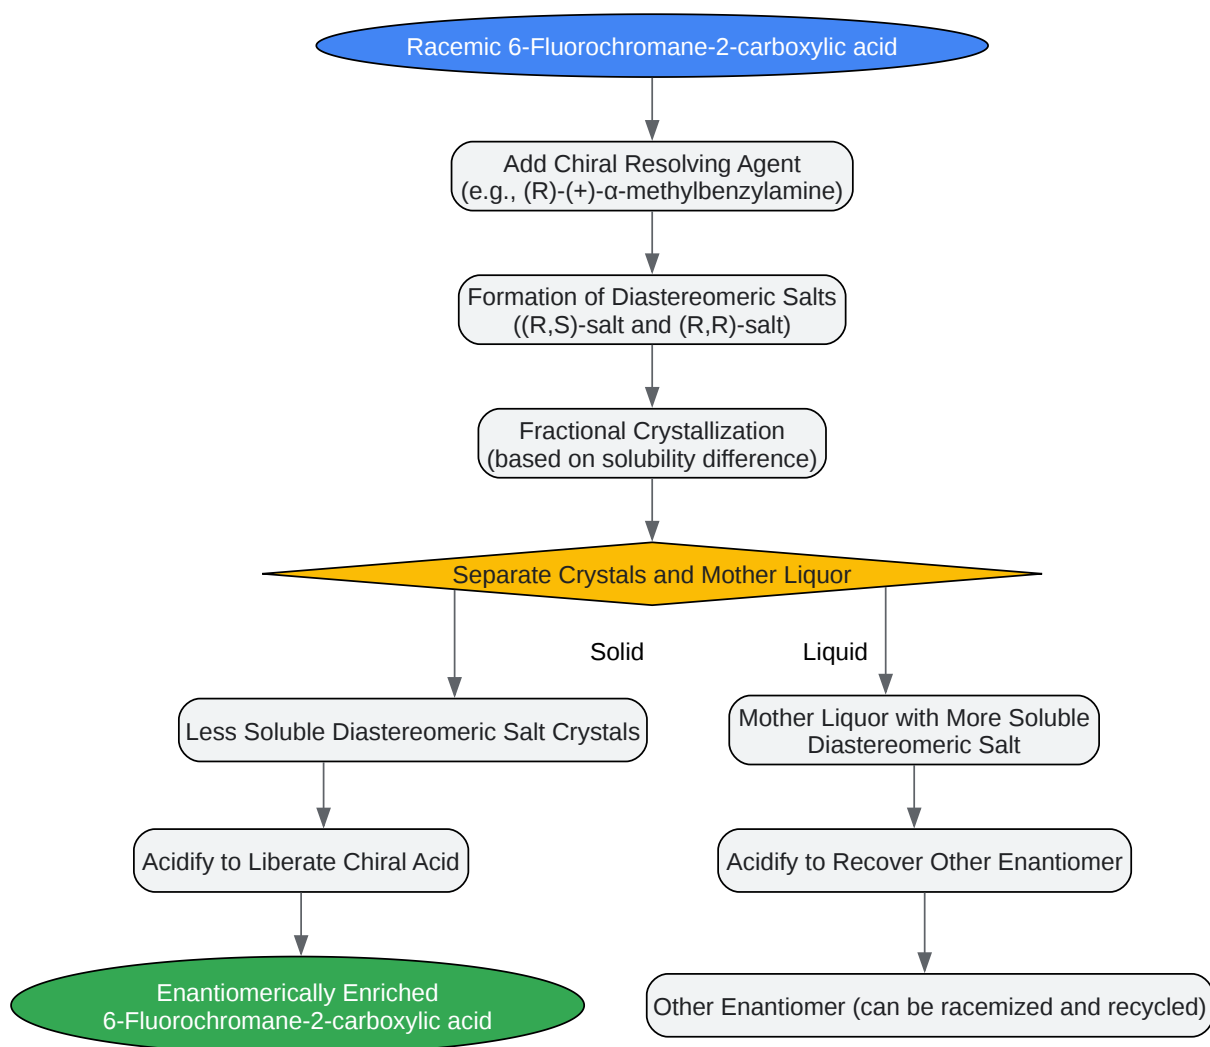 Racemic 6-Fluorochromane-2-carboxylic acid
Add Chiral Resolving Agent
(e.g., (R)-(+)-α-methylbenzylamine)
Formation of Diastereomeric Salts
((R,S)-salt and (R,R)-salt)
Fractional Crystallization
(based on solubility difference)
Separate Crystals and Mother Liquor
Solid
Liquid
Less Soluble Diastereomeric Salt Crystals
Mother Liquor with More Soluble
Diastereomeric Salt
Acidify to Liberate Chiral Acid
Acidify to Recover Other Enantiomer
Enantiomerically Enriched
6-Fluorochromane-2-carboxylic acid
Other Enantiomer (can be racemized and recycled)